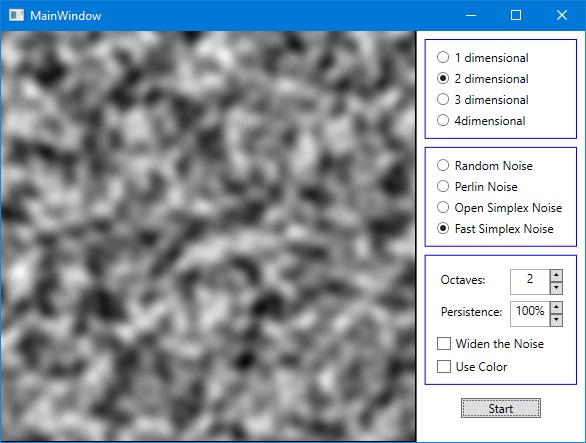 MainWindow
1 dimensional
2 dimensional
3 dimensional
4dimensional
Random Noise
Perlin Noise
Open Simplex Noise
Fast Simplex Noise
Octaves: 2
Persistence: 100%
Widen the Noise
Use Color
Start